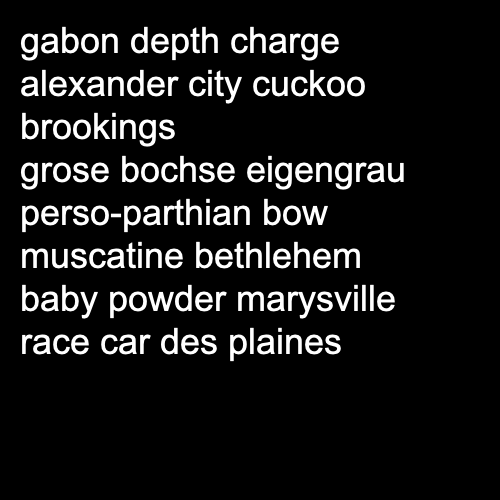 gabon depth charge
alexander city cuckoo
brookings
grose bochse eigengrau
perso-parthian bow
muscatine bethlehem
baby powder marysville
race car des plaines